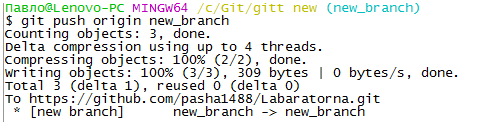 Павло@Lenovo-PC MINGW64 /c/Git/gitt new (new_branch)
$ git push origin new_branch
Counting objects: 3, done.
Delta compression using up to 4 threads.
Compressing objects: 100% (2/2), done.
Writing objects: 100% (3/3), 309 bytes | 0 bytes/s, done.
Total 3 (delta 1), reused 0 (delta 0)
To https://github.com/pasha1488/Labaratorna.git
 * [new branch]      new_branch -> new_branch